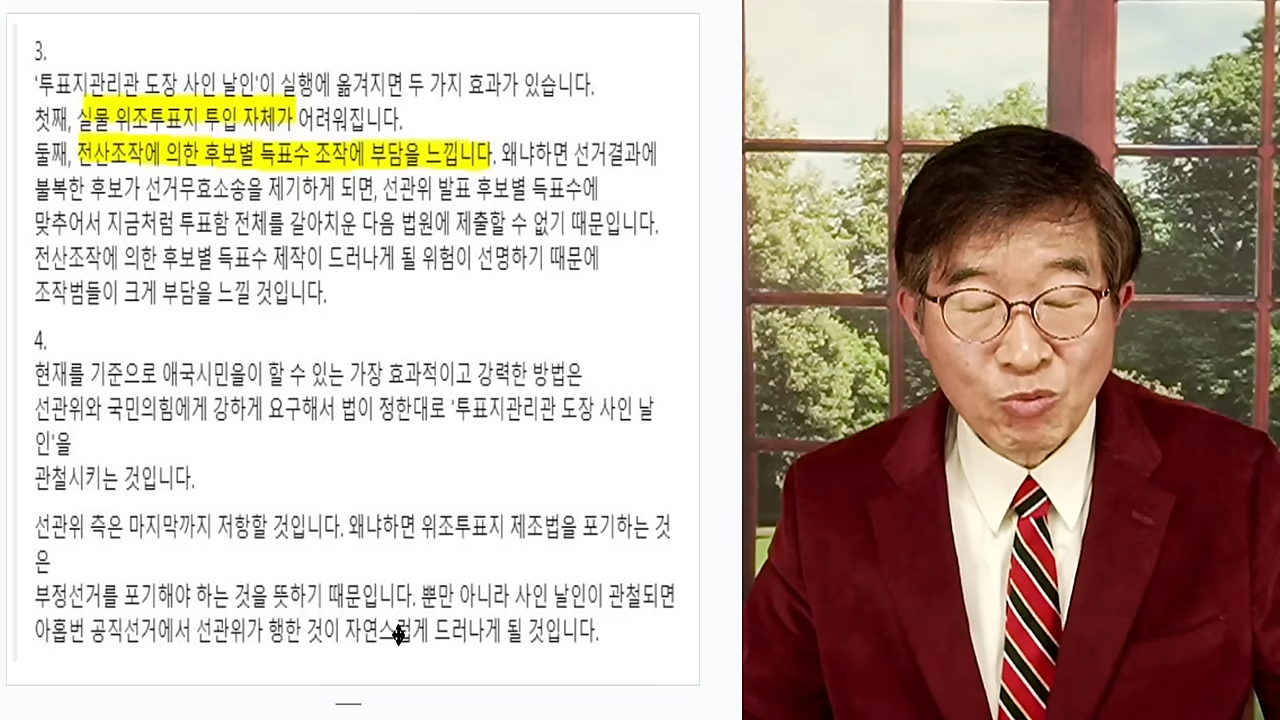 3.
'투표지관리관 도장 사인 날인'이 실행에 옮겨지면 두 가지 효과가 있습니다.
첫째, 실물 위조투표지 투입 자체가 어려워집니다.
둘째, 전산조작에 의한 후보별 득표수 조작에 부담을 느낍니다. 왜냐하면 선거결과에
불복한 후보가 선거무효소송을 제기하게 되면, 선관위 발표 후보별 득표수에
맞추어서 지금처럼 투표함 전체를 갈아치운 다음 법원에 제출할 수 없기 때문입니다.
전산조작에 의한 후보별 득표수 제작이 드러나게 될 위험이 선명하기 때문에
조작범들이 크게 부담을 느낄 것입니다.
4.
현재를 기준으로 애국시민을이 할 수 있는 가장 효과적이고 강력한 방법은
선관위와 국민의힘에게 강하게 요구해서 법이 정한대로 '투표지관리관 도장 사인 날
인'을
관철시키는 것입니다.
선관위 측은 마지막까지 저항할 것입니다. 왜냐하면 위조투표지 제조법을 포기하는 것
은
부정선거를 포기해야 하는 것을 뜻하기 때문입니다. 뿐만 아니라 사인 날인이 관철되면
아홉번 공직선거에서 선관위가 행한 것이 자연스럽게 드러나게 될 것입니다.